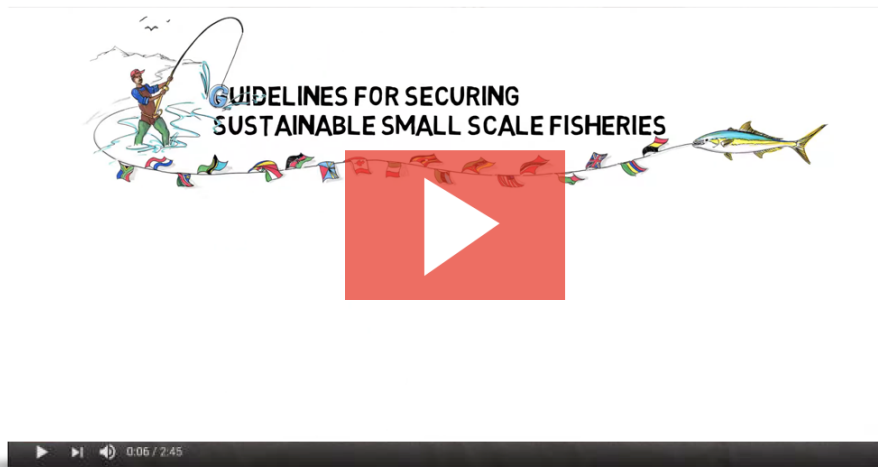 GUIDELINES FOR SECURING
SUSTAINABLE SMALL SCALE FISHERIES
0:06 / 2:45